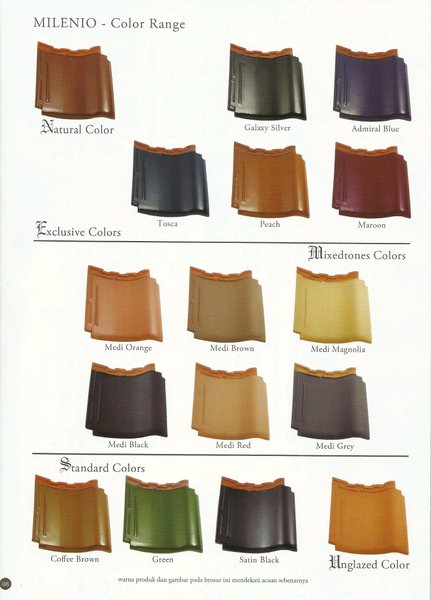 MILENIO - Color Range
Natural Color
Galaxy Silver
Admiral Blue
Tosca
Peach
Maroon
Exclusive Colors
Mixedtones Colors
Medi Orange
Medi Brown
Medi Magnolia
Medi Black
Medi Red
Medi Grey
Standard Colors
Coffee Brown
Green
Satin Black
Unglazed Color
warna produk dan gambar pada brosur ini mendekati acuan sebenarnya
08